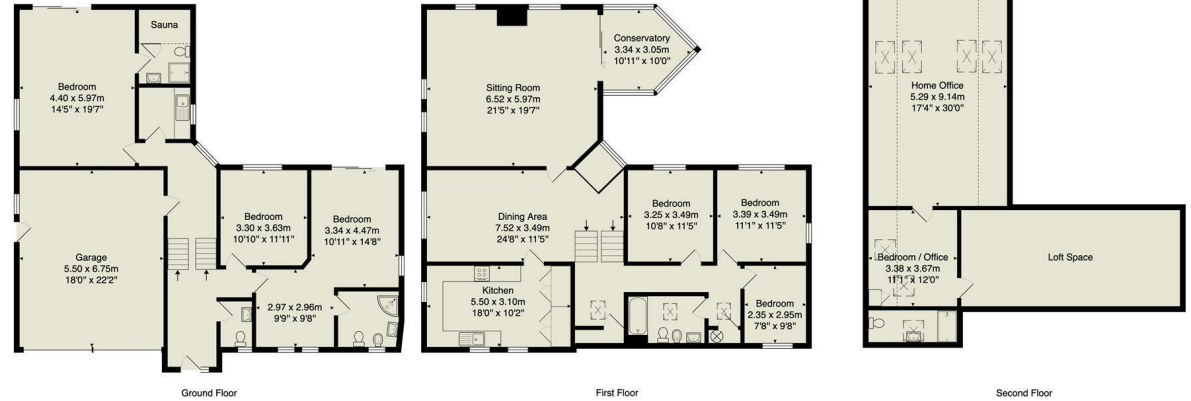 Sauna
Bedroom
4.40 x 5.97m
14'5" x 19'7"
Garage
5.50 x 6.75m
18'0" x 22'2"
Bedroom
3.30 x 3.63m
10'10" x 11'11"
Bedroom
3.34 x 4.47m
10'11" x 14'8"
2.97 x 2.96m
9'9" x 9'8"
Ground Floor
Sitting Room
6.52 x 5.97m
21'5" x 19'7"
Conservatory
3.34 x 3.05m
10'11" x 10'0"
Dining Area
7.52 x 3.49m
24'8" x 11'5"
Kitchen
5.50 x 3.10m
18'0" x 10'2"
Bedroom
3.25 x 3.49m
10'8" x 11'5"
Bedroom
3.39 x 3.49m
11'1" x 11'5"
Bedroom
2.35 x 2.95m
7'8" x 9'8"
First Floor
Home Office
5.29 x 9.14m
17'4" x 30'0"
Bedroom / Office
3.38 x 3.67m
11'1" x 12'0"
Loft Space
Second Floor